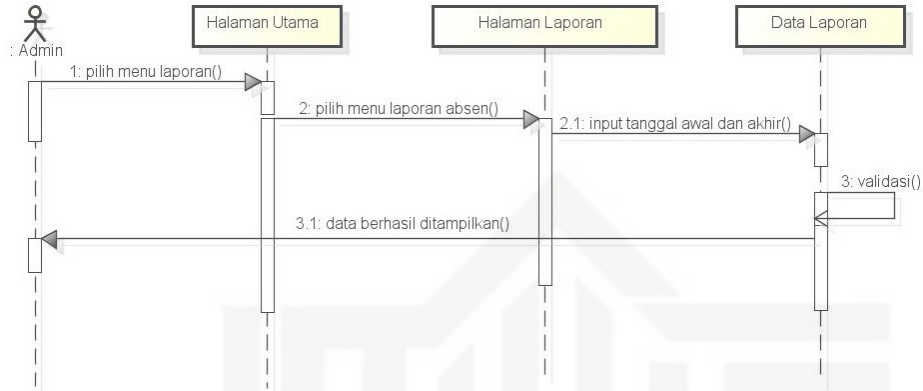 Halaman Utama
Halaman Laporan
Data Laporan
: Admin
1: pilih menu laporan()
2: pilih menu laporan absen()
2.1: input tanggal awal dan akhir()
3: validasi()
3.1: data berhasil ditampilkan()